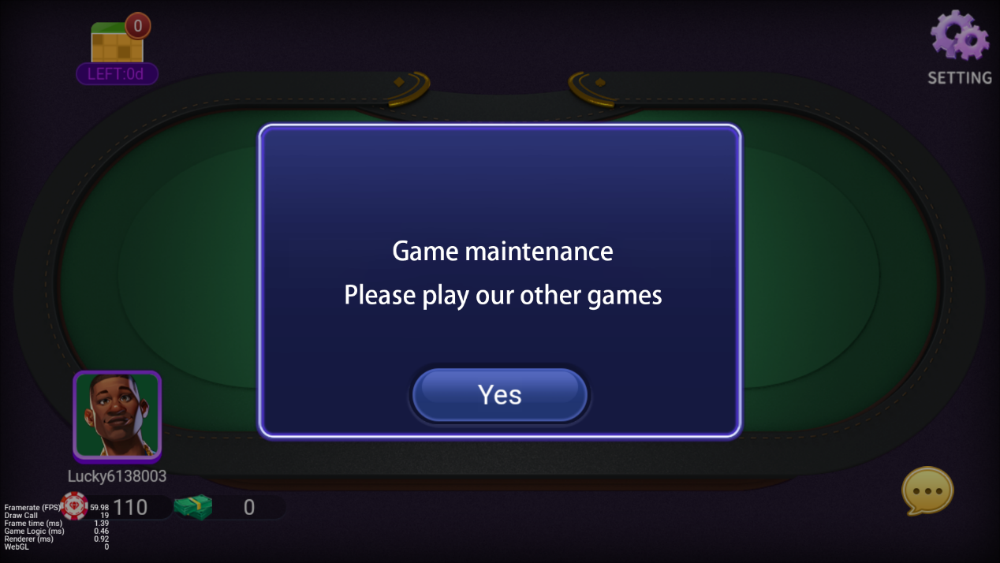 0
LEFT:0d
SETTING
Game maintenance
Please play our other games
Yes
Lucky6138003
110
0
Framerate (FPS) 59.98
Draw Call 19
Frame time (ms) 1.39
Game Logic (ms) 0.46
Renderer (ms) 0.92
WebGL 0